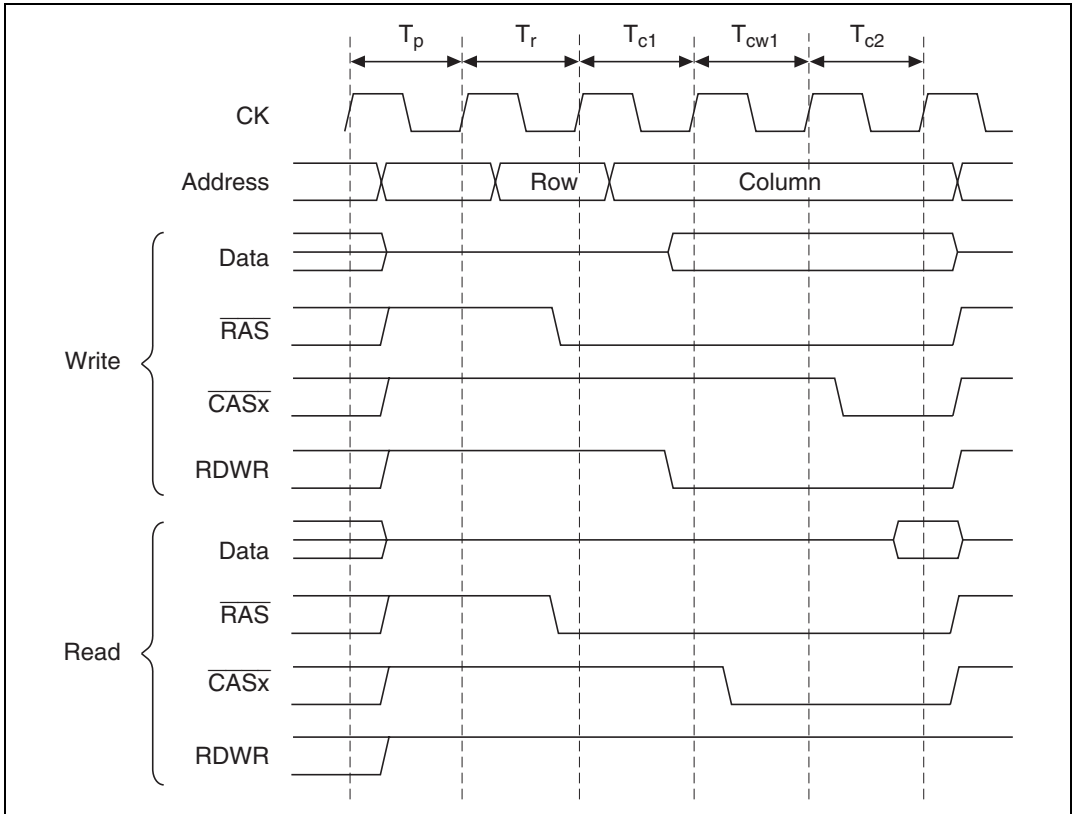 Tp Tr Tc1 Tcw1 Tc2
CK
Address Row Column
Write
Data
RAS
CASx
RDWR
Read
Data
RAS
CASx
RDWR